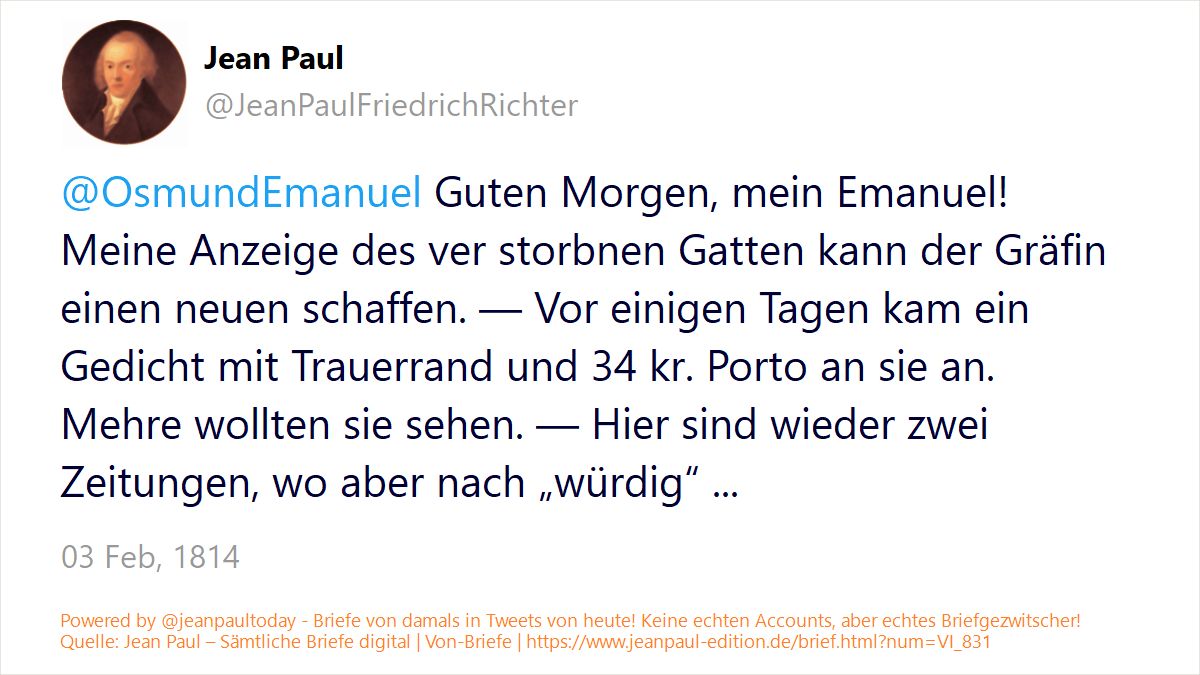 Jean Paul
@JeanPaulFriedrichRichter
@OsmundEmanuel Guten Morgen, mein Emanuel!
Meine Anzeige des ver storbnen Gatten kann der Gräfin
einen neuen schaffen. — Vor einigen Tagen kam ein
Gedicht mit Trauerrand und 34 kr. Porto an sie an.
Mehre wollten sie sehen. — Hier sind wieder zwei
Zeitungen, wo aber nach „würdig“ ...
03 Feb, 1814
Powered by @jeanpaultoday - Briefe von damals in Tweets von heute! Keine echten Accounts, aber echtes Briefgezwitscher!
Quelle: Jean Paul – Sämtliche Briefe digital | Von-Briefe | https://www.jeanpaul-edition.de/brief.html?num=VI_831